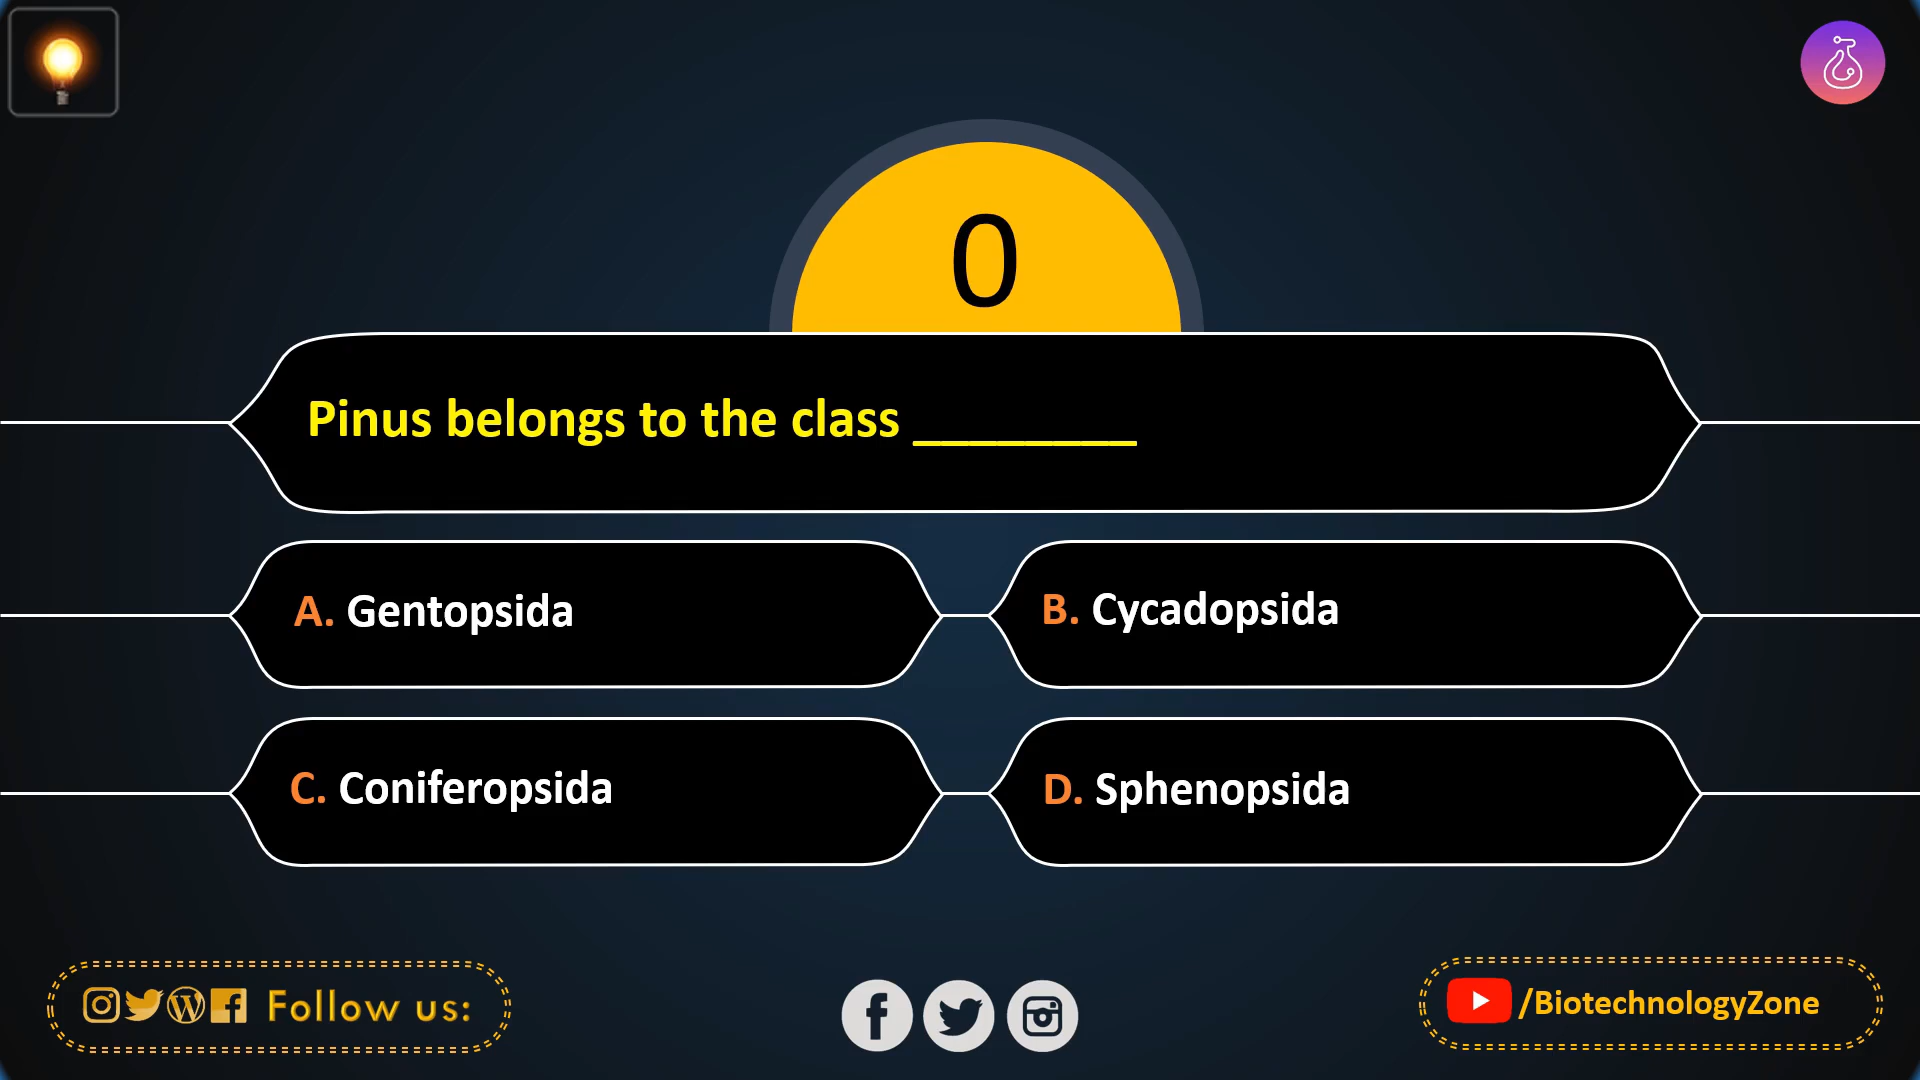 0
Pinus belongs to the class ________
A. Gentopsida
B. Cycadopsida
C. Coniferopsida
D. Sphenopsida
Follow us:
/BiotechnologyZone